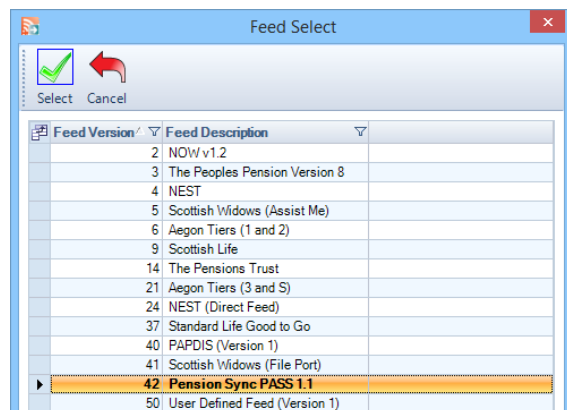 Feed Select
Select Cancel
Feed Version Feed Description
2 NOW v1.2
3 The Peoples Pension Version 8
4 NEST
5 Scottish Widows (Assist Me)
6 Aegon Tiers (1 and 2)
9 Scottish Life
14 The Pensions Trust
21 Aegon Tiers (3 and S)
24 NEST (Direct Feed)
37 Standard Life Good to Go
40 PAPDIS (Version 1)
41 Scottish Widows (File Port)
42 Pension Sync PASS 1.1
50 User Defined Feed (Version 1)